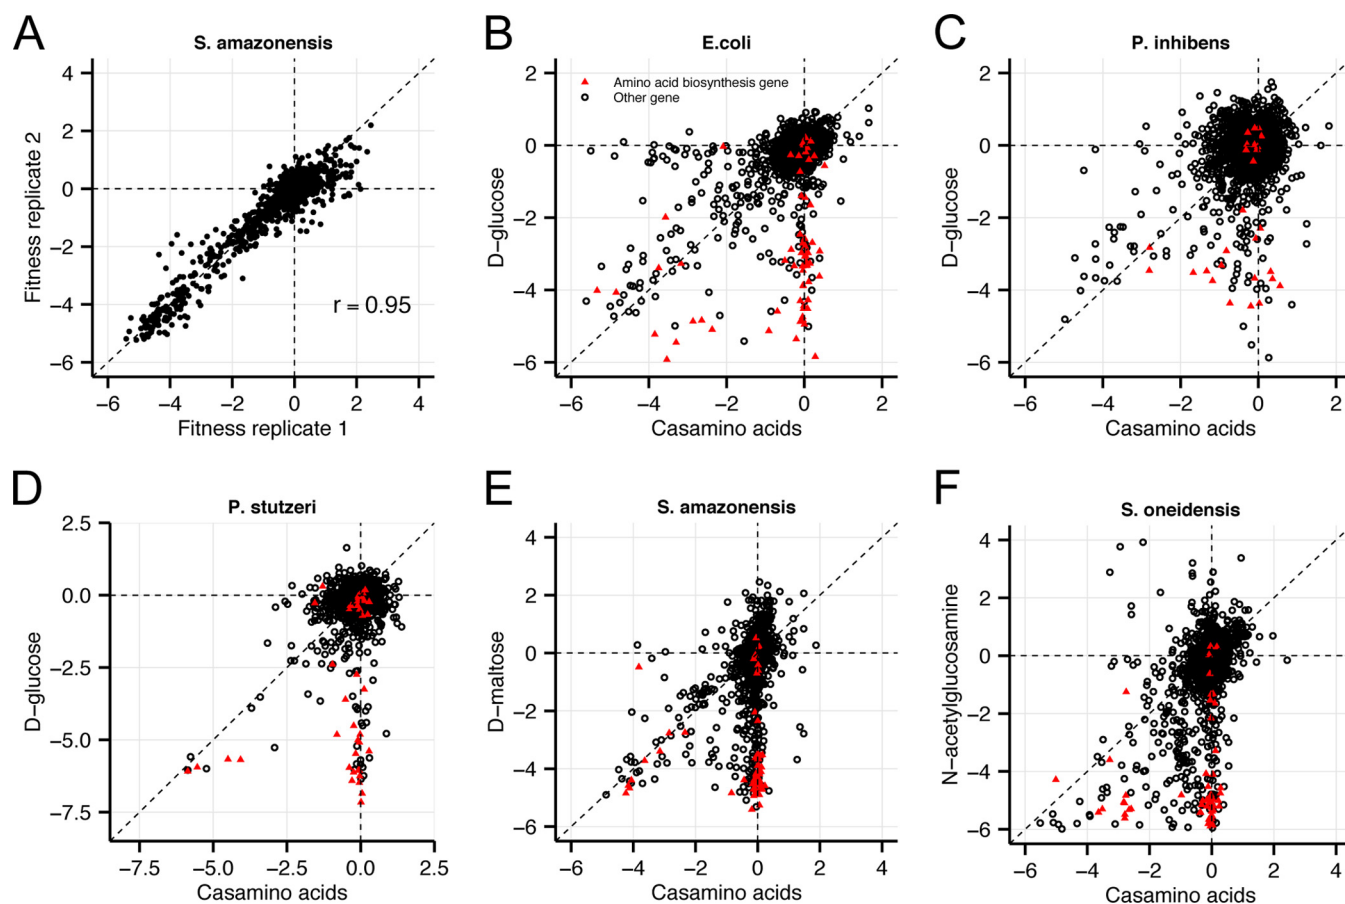 A
S. amazonensis
4
2
0
−2
−4
−6
Fitness replicate 2
r = 0.95
−6 −4 −2 0 2 4
Fitness replicate 1
B
E.coli
Amino acid biosynthesis gene
Other gene
2
0
−2
−4
−6
D−glucose
−6 −4 −2 0 2
Casamino acids
C
P. inhibens
2
0
−2
−4
−6
D−glucose
−6 −4 −2 0 2
Casamino acids
D
P. stutzeri
2.5
0.0
−2.5
−5.0
−7.5
D−glucose
−7.5 −5.0 −2.5 0.0 2.5
Casamino acids
E
S. amazonensis
4
2
0
−2
−4
−6
D−maltose
−6 −4 −2 0 2 4
Casamino acids
F
S. oneidensis
4
2
0
−2
−4
−6
N−acetylglucosamine
−6 −4 −2 0 2 4
Casamino acids